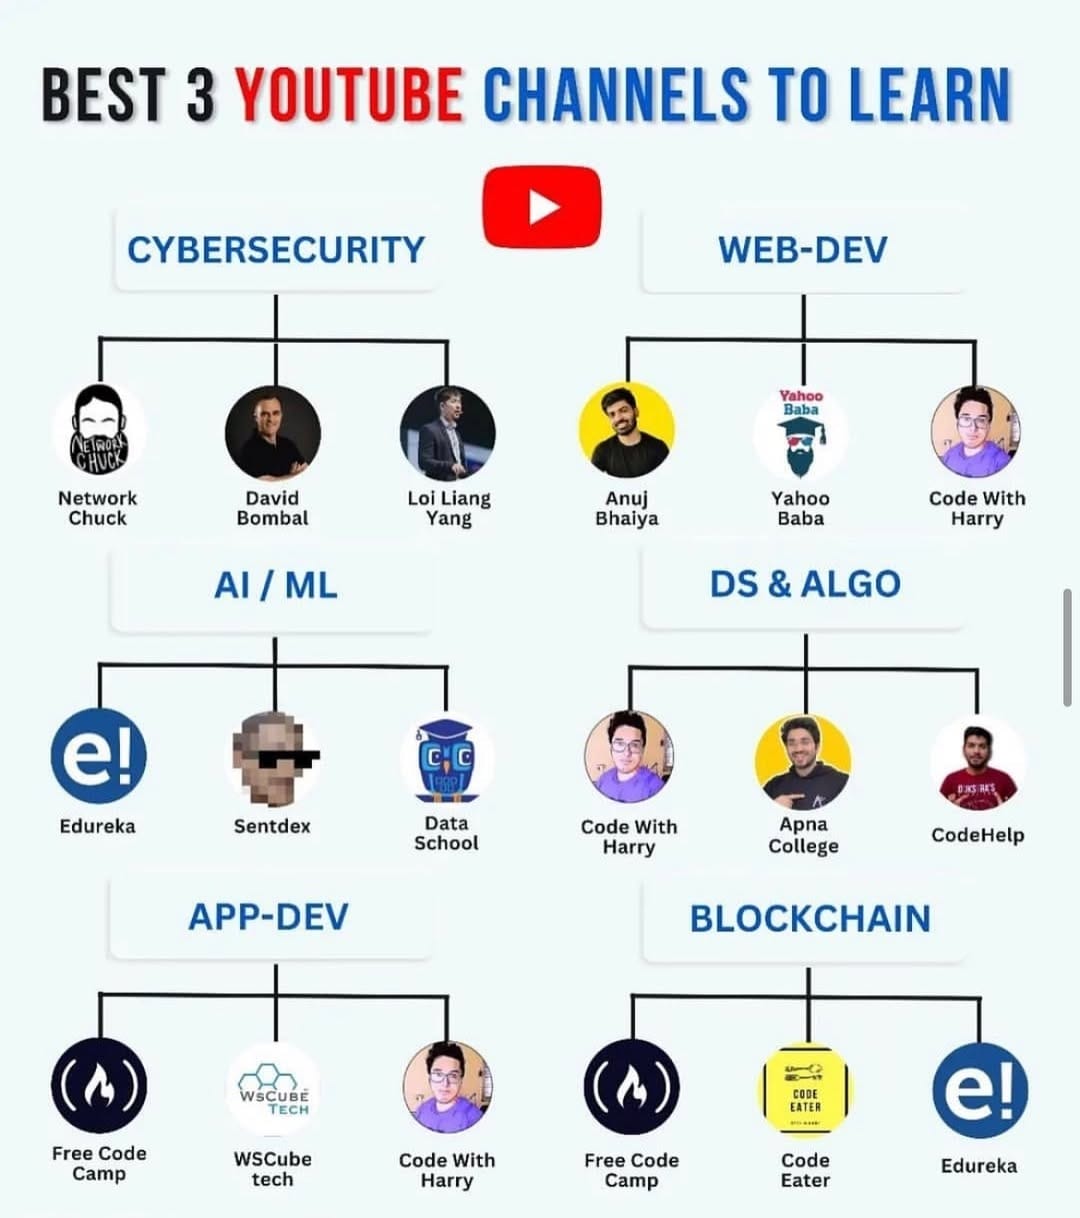 BEST 3 YOUTUBE CHANNELS TO LEARN
CYBERSECURITY
WEB-DEV
NETWORK
CHUCK
Yahoo
Baba
Network
Chuck
David
Bombal
Loi Liang
Yang
Anuj
Bhaiya
Yahoo
Baba
Code With
Harry
AI / ML
DS & ALGO
e!
Edureka
Sentdex
Data
School
Code With
Harry
Apna
College
CodeHelp
APP-DEV
BLOCKCHAIN
WSCUBE
TECH
CODE
EATER
e!
Free Code
Camp
WSCube
tech
Code With
Harry
Free Code
Camp
Code
Eater
Edureka